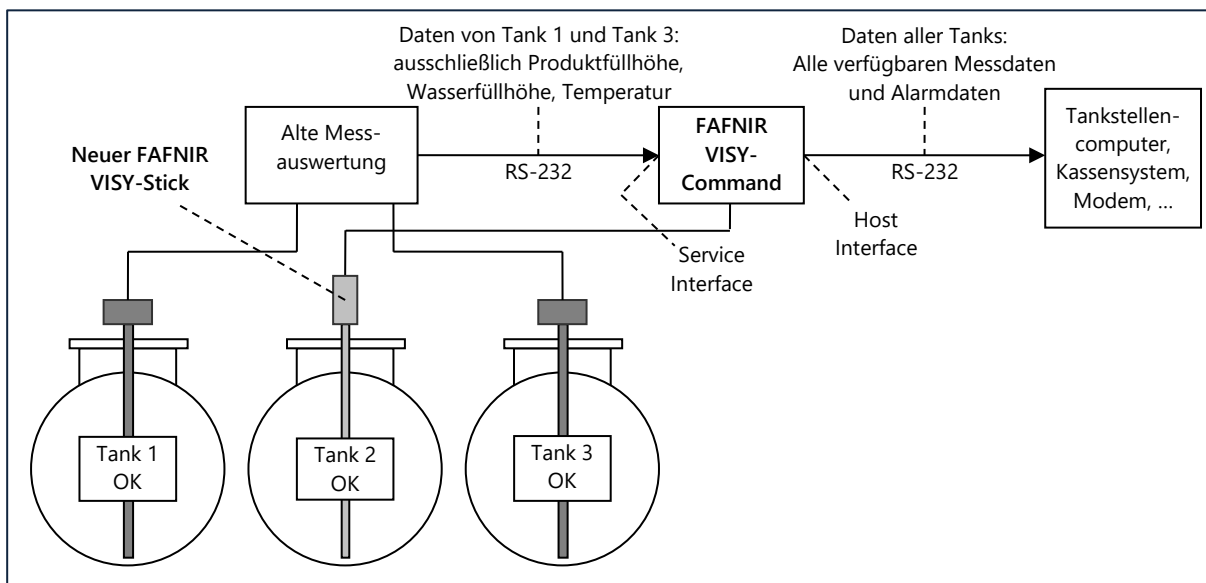 Daten von Tank 1 und Tank 3:
ausschließlich Produktfüllhöhe,
Wasserfüllhöhe, Temperatur
Daten aller Tanks:
Alle verfügbaren Messdaten
und Alarmdaten
Neuer FAFNIR
VISY-Stick
Alte Mess-
auswertung
RS-232
FAFNIR
VISY-
Command
RS-232
Tankstellen-
computer,
Kassensystem,
Modem, ...
Service
Interface
Host
Interface
Tank 1
OK
Tank 2
OK
Tank 3
OK